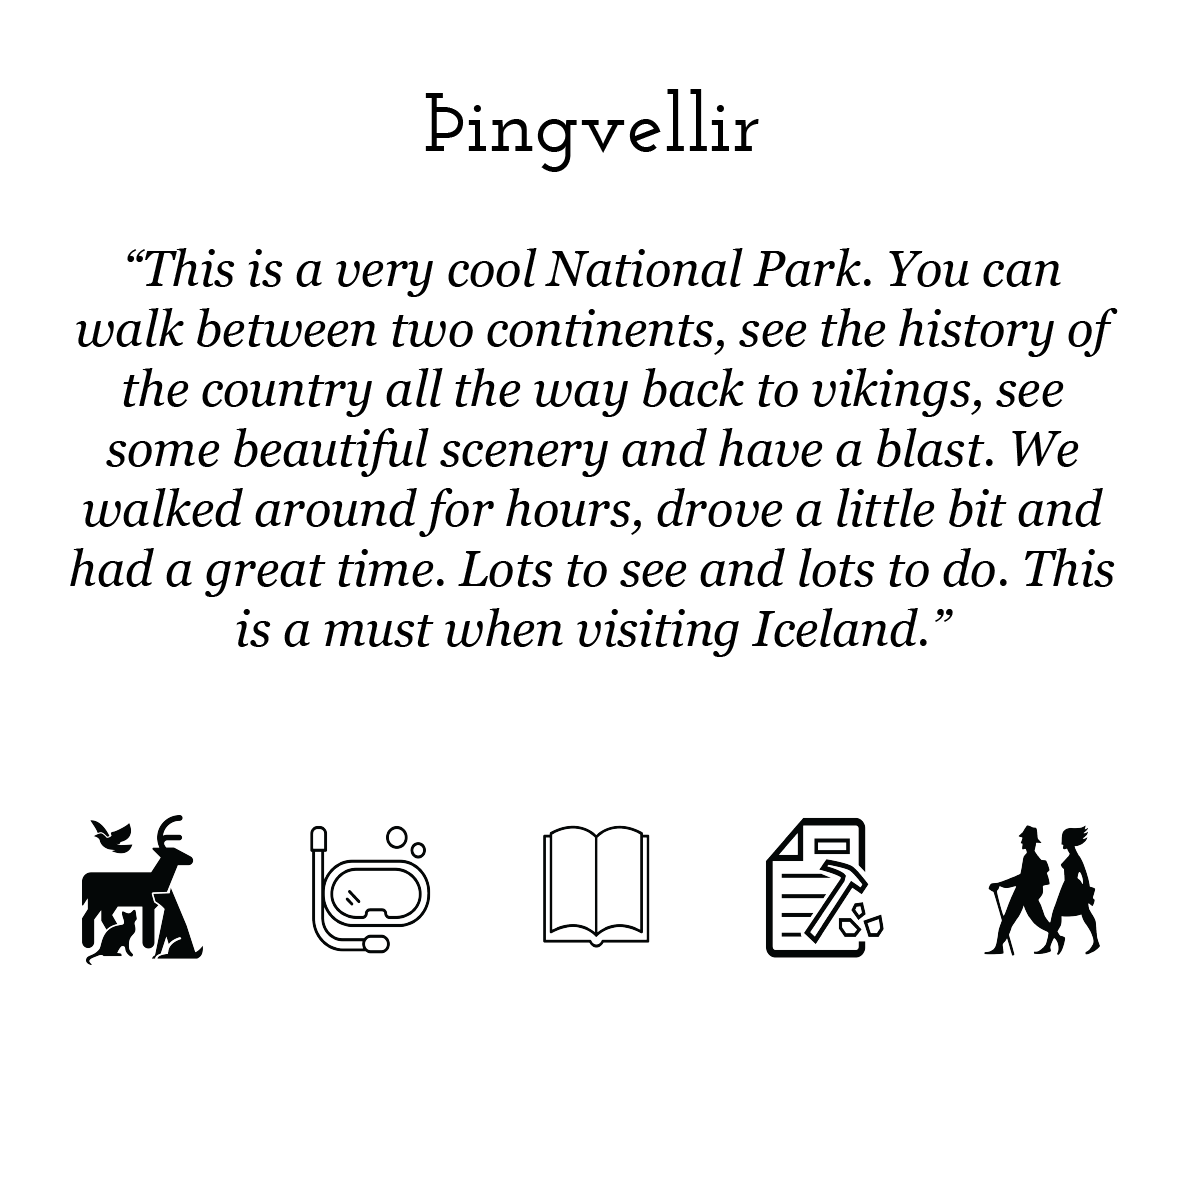 Þingvellir
“This is a very cool National Park. You can
walk between two continents, see the history of
the country all the way back to vikings, see
some beautiful scenery and have a blast. We
walked around for hours, drove a little bit and
had a great time. Lots to see and lots to do. This
is a must when visiting Iceland.”